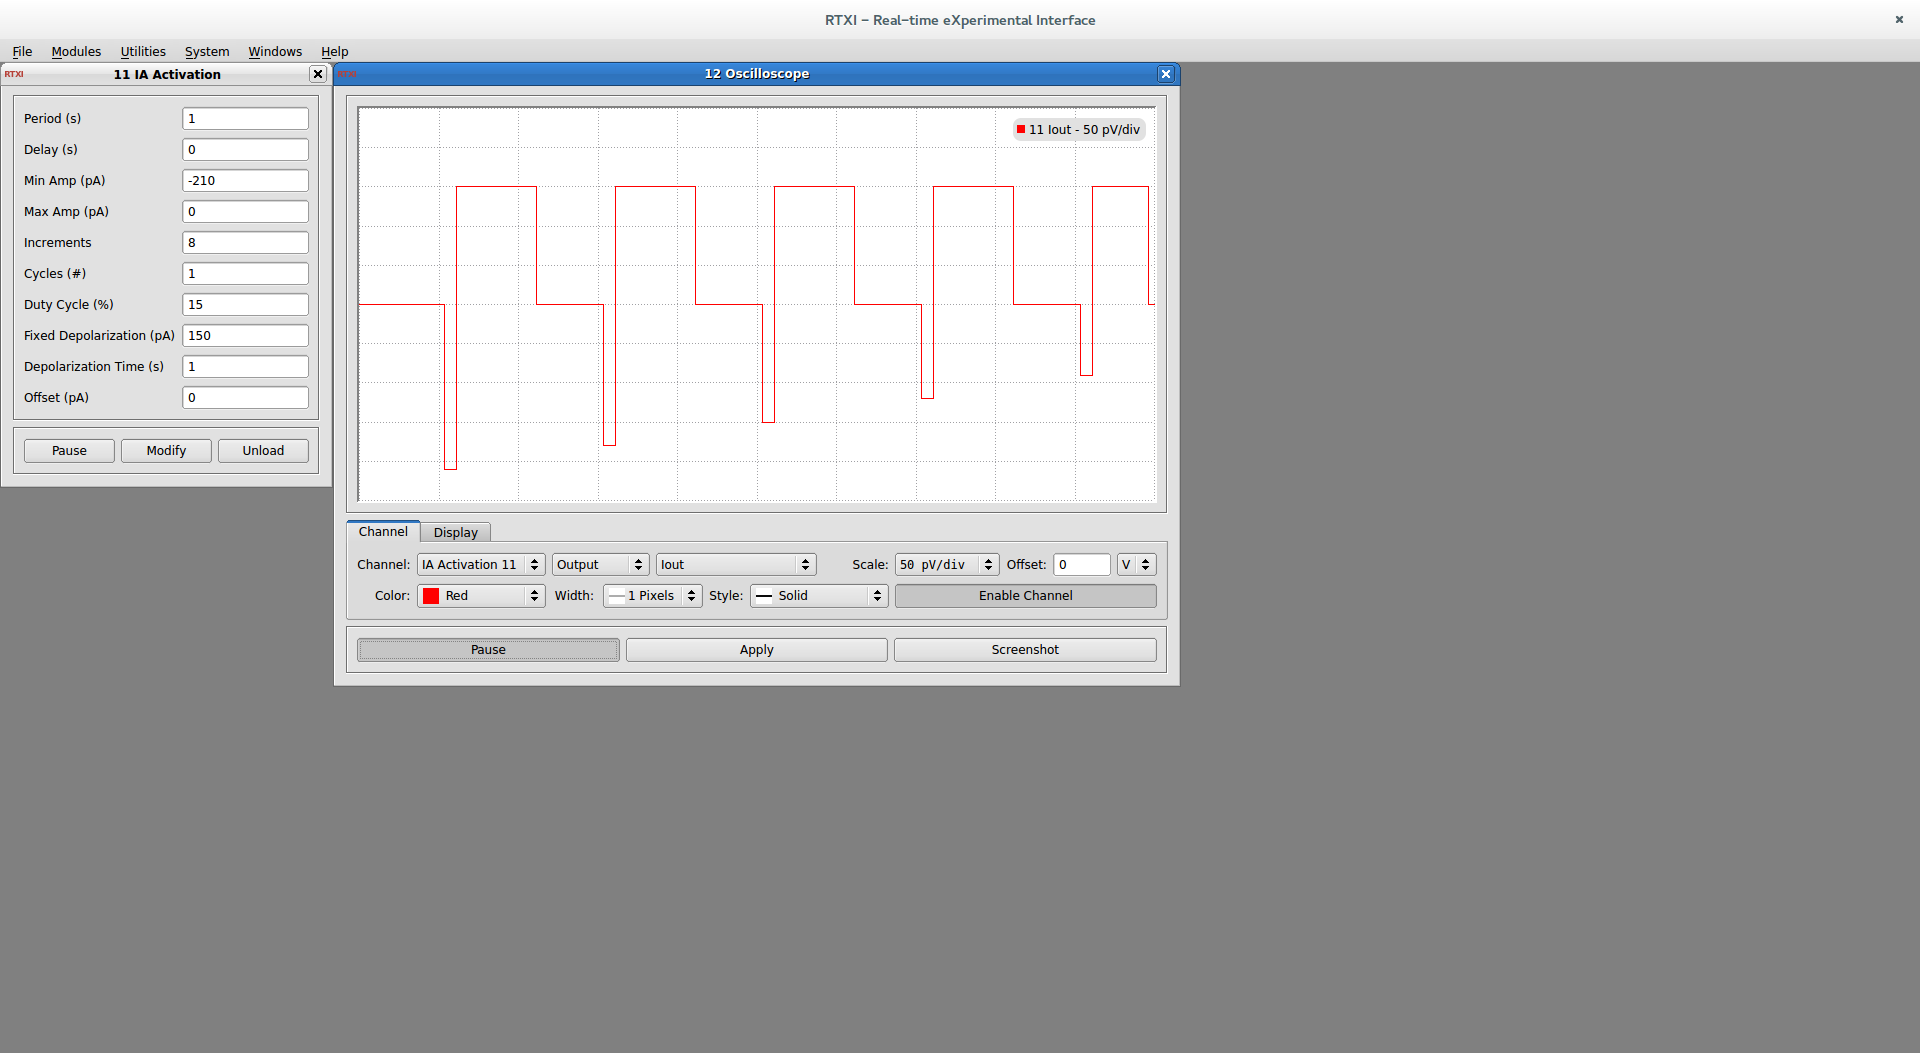 RTXI – Real-time eXperimental Interface
File Modules Utilities System Windows Help
RTXI 11 IA Activation
Period (s) 1
Delay (s) 0
Min Amp (pA) -210
Max Amp (pA) 0
Increments 8
Cycles (#) 1
Duty Cycle (%) 15
Fixed Depolarization (pA) 150
Depolarization Time (s) 1
Offset (pA) 0
Pause Modify Unload
RTXI 12 Oscilloscope
11 Iout - 50 pV/div
Channel Display
Channel: IA Activation 11 Output Iout Scale: 50 pV/div Offset: 0 V
Color: Red Width: 1 Pixels Style: Solid Enable Channel
Pause Apply Screenshot